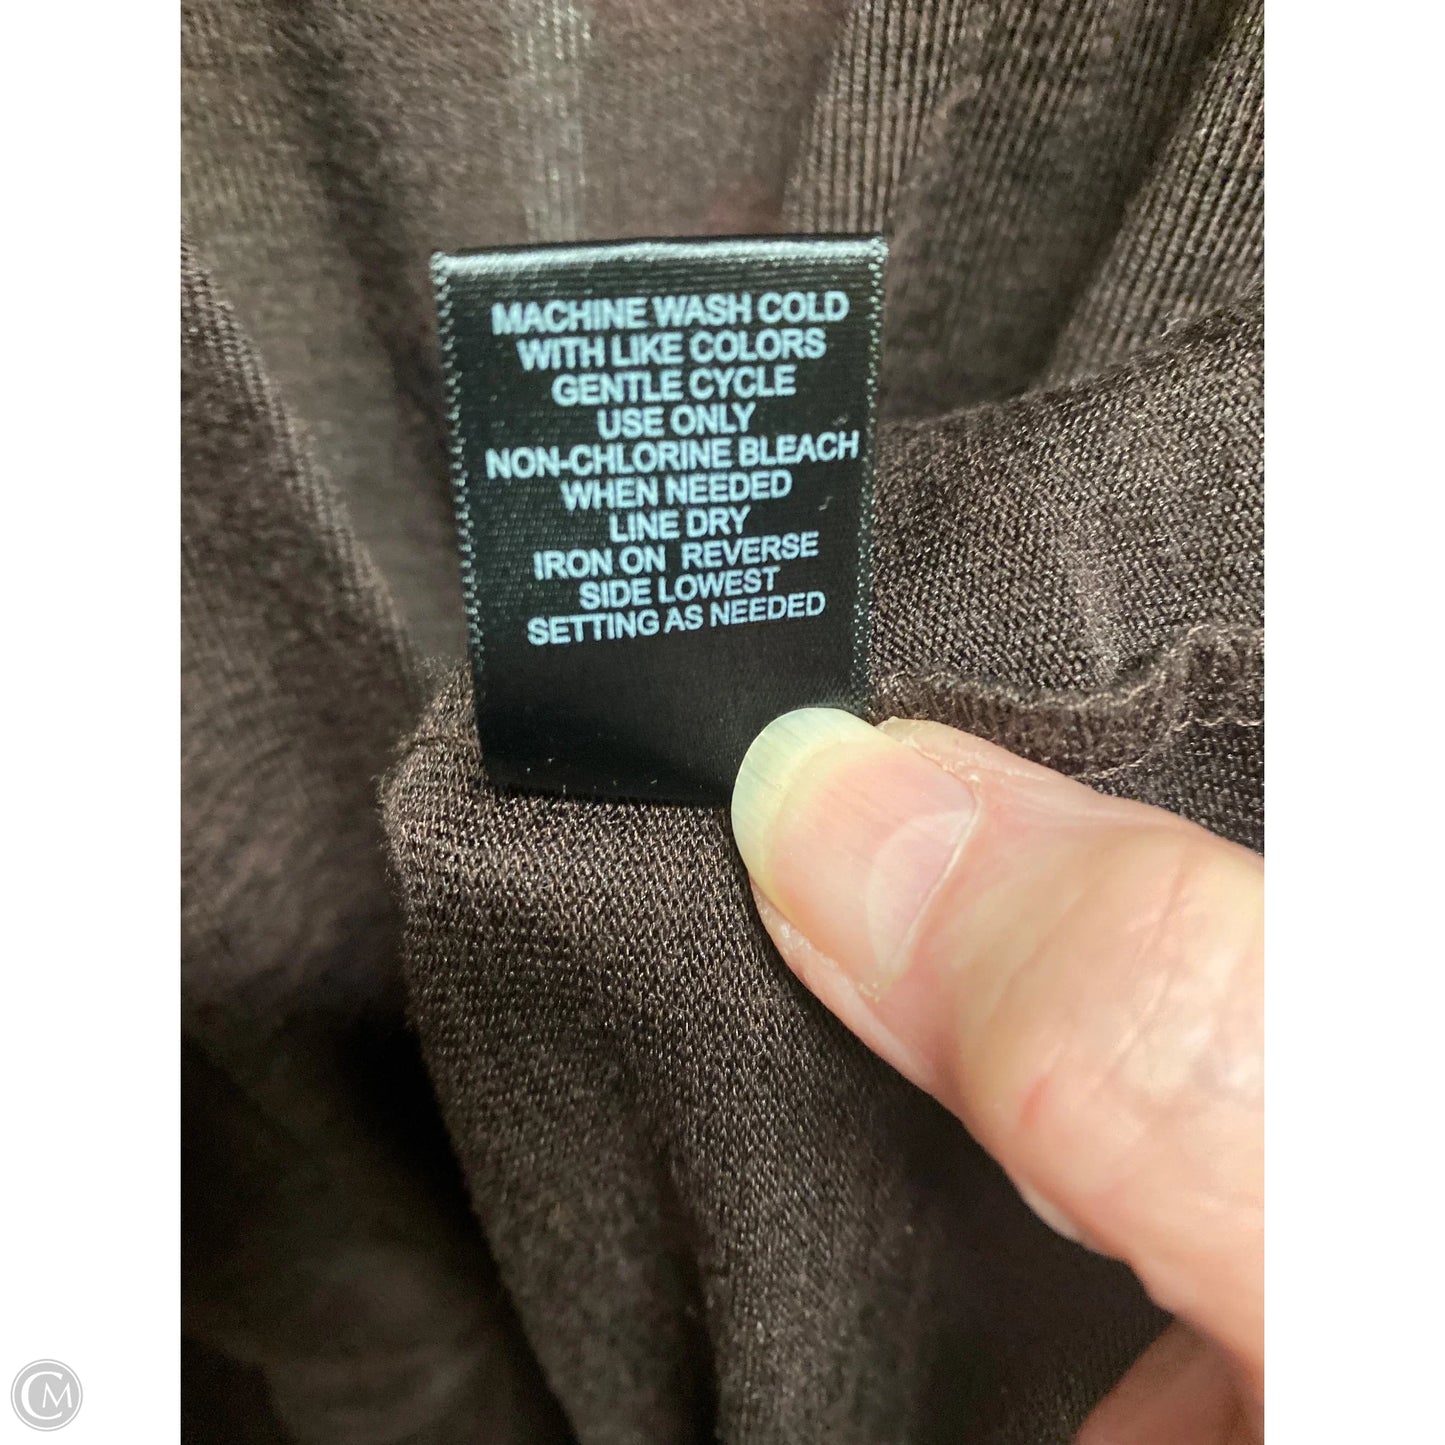 MACHINE WASH COLD
WITH LIKE COLORS
GENTLE CYCLE
USE ONLY
NON-CHLORINE BLEACH
WHEN NEEDED
LINE DRY
IRON ON REVERSE
SIDE LOWEST
SETTING AS NEEDED
CM